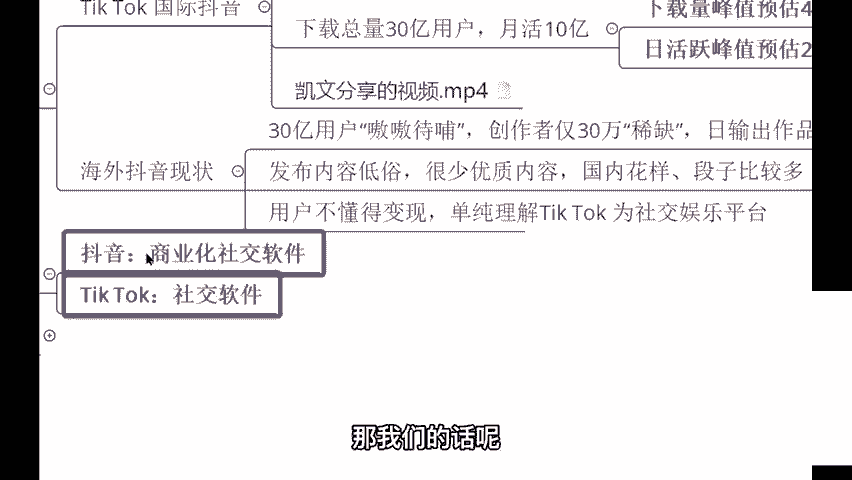 TikTok 国际抖音
下载量峰值预估4
下载总量30亿用户，月活10亿
日活跃峰值预估2
凯文分享的视频.mp4
30亿用户“嗷嗷待哺”，创作者仅30万“稀缺”，日输出作品
海外抖音现状
发布内容低俗，很少优质内容，国内花样、段子比较多
用户不懂得变现，单纯理解TikTok 为社交娱乐平台
抖音：商业化社交软件
TikTok：社交软件
那我们的话呢